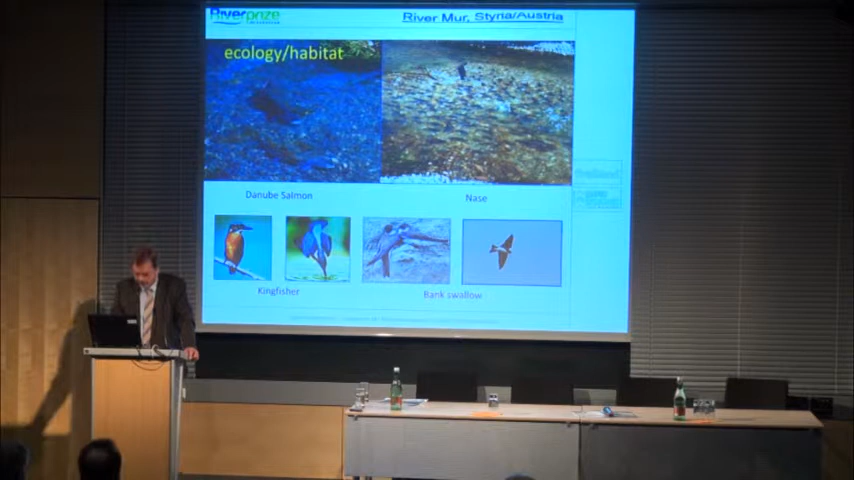 Riverprize
River Mur, Styria/Austria
ecology/habitat
Danube Salmon
Nase
Kingfisher
Bank swallow